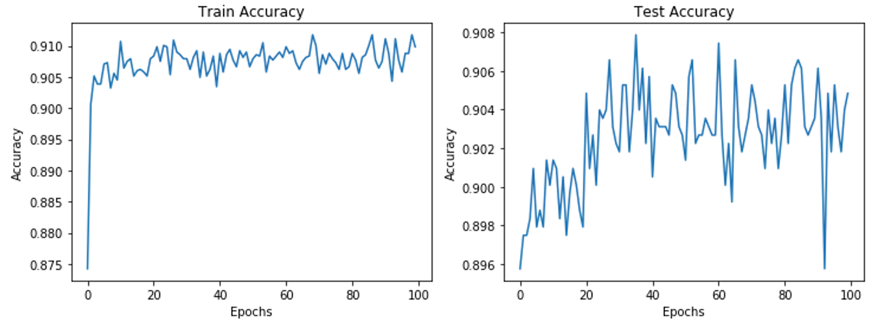 Train Accuracy
0.910
0.905
0.900
0.895
0.890
0.885
0.880
0.875
Accuracy
0 20 40 60 80 100
Epochs
Test Accuracy
0.908
0.906
0.904
0.902
0.900
0.898
0.896
Accuracy
0 20 40 60 80 100
Epochs